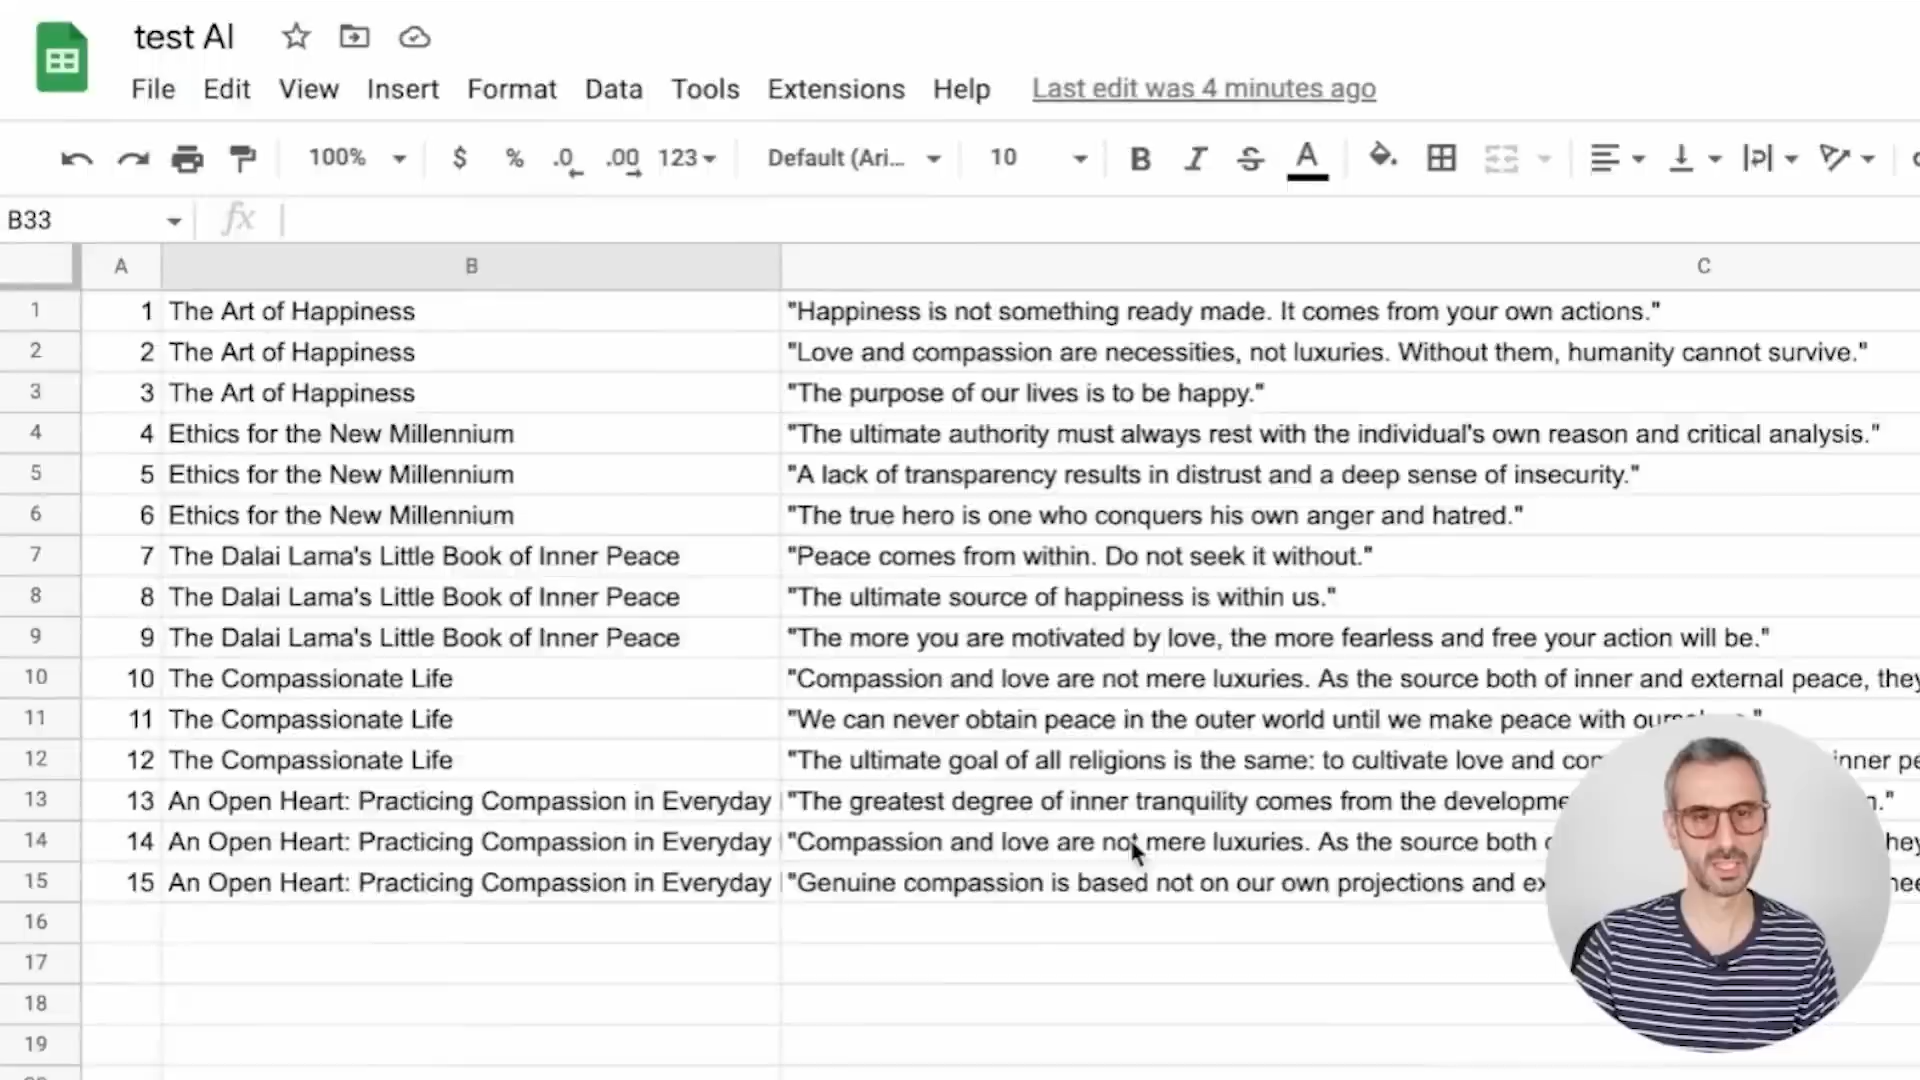 test AI
File Edit View Insert Format Data Tools Extensions Help Last edit was 4 minutes ago
100% $ % .0 .00 123 Default (Ari... 10 B I S A
B33 fx
A B C
1 1 The Art of Happiness "Happiness is not something ready made. It comes from your own actions."
2 2 The Art of Happiness "Love and compassion are necessities, not luxuries. Without them, humanity cannot survive."
3 3 The Art of Happiness "The purpose of our lives is to be happy."
4 4 Ethics for the New Millennium "The ultimate authority must always rest with the individual's own reason and critical analysis."
5 5 Ethics for the New Millennium "A lack of transparency results in distrust and a deep sense of insecurity."
6 6 Ethics for the New Millennium "The true hero is one who conquers his own anger and hatred."
7 7 The Dalai Lama's Little Book of Inner Peace "Peace comes from within. Do not seek it without."
8 8 The Dalai Lama's Little Book of Inner Peace "The ultimate source of happiness is within us."
9 9 The Dalai Lama's Little Book of Inner Peace "The more you are motivated by love, the more fearless and free your action will be."
10 10 The Compassionate Life "Compassion and love are not mere luxuries. As the source both of inner and external peace, they
11 11 The Compassionate Life "We can never obtain peace in the outer world until we make peace with
12 12 The Compassionate Life "The ultimate goal of all religions is the same: to cultivate love and inner
13 13 An Open Heart: Practicing Compassion in Everyday "The greatest degree of inner tranquility comes from the
14 14 An Open Heart: Practicing Compassion in Everyday "Compassion and love are not mere luxuries. As the source both
15 15 An Open Heart: Practicing Compassion in Everyday "Genuine compassion is based not on our own projections and
16
17
18
19